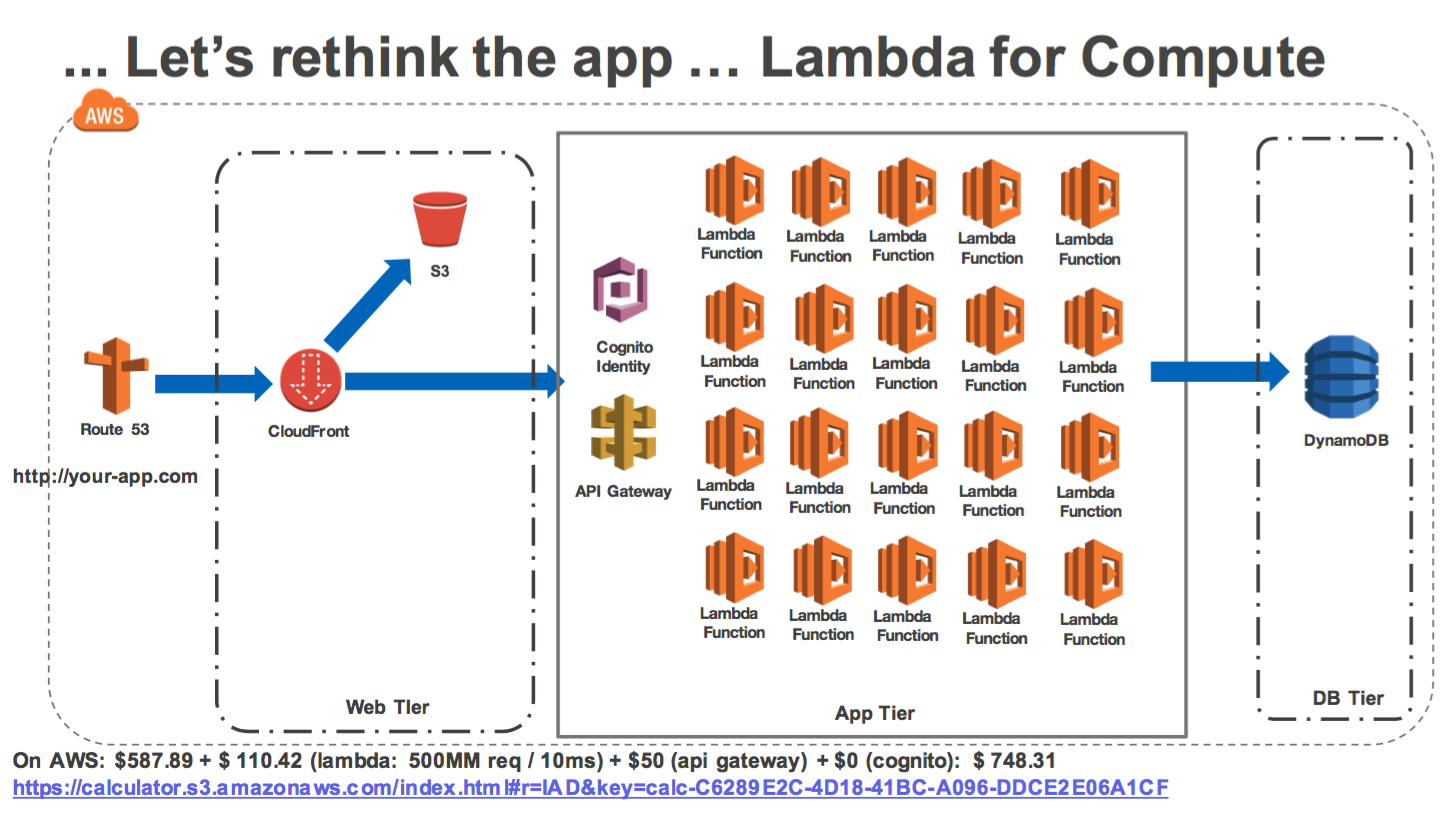 ... Let's rethink the app ... Lambda for Compute
AWS
S3
Route 53
http://your-app.com
CloudFront
Web TIer
Cognito
Identity
API Gateway
Lambda
Function
Lambda
Function
Lambda
Function
Lambda
Function
Lambda
Function
Lambda
Function
Lambda
Function
Lambda
Function
Lambda
Function
Lambda
Function
Lambda
Function
Lambda
Function
Lambda
Function
Lambda
Function
Lambda
Function
Lambda
Function
Lambda
Function
Lambda
Function
Lambda
Function
Lambda
Function
App Tier
DynamoDB
DB Tier
On AWS: $587.89 + $ 110.42 (lambda: 500MM req / 10ms) + $50 (api gateway) + $0 (cognito): $ 748.31
https://calculator.s3.amazonaws.com/index.html#r=IAD&key=calc-C6289E2C-4D18-41BC-A096-DDCE2E06A1CF